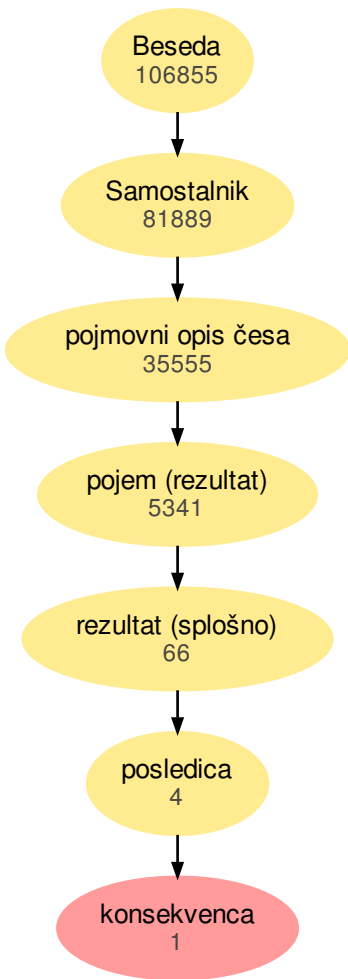 Beseda
106855
Samostalnik
81889
pojmovni opis česa
35555
pojem (rezultat)
5341
rezultat (splošno)
66
posledica
4
konsekvenca
1